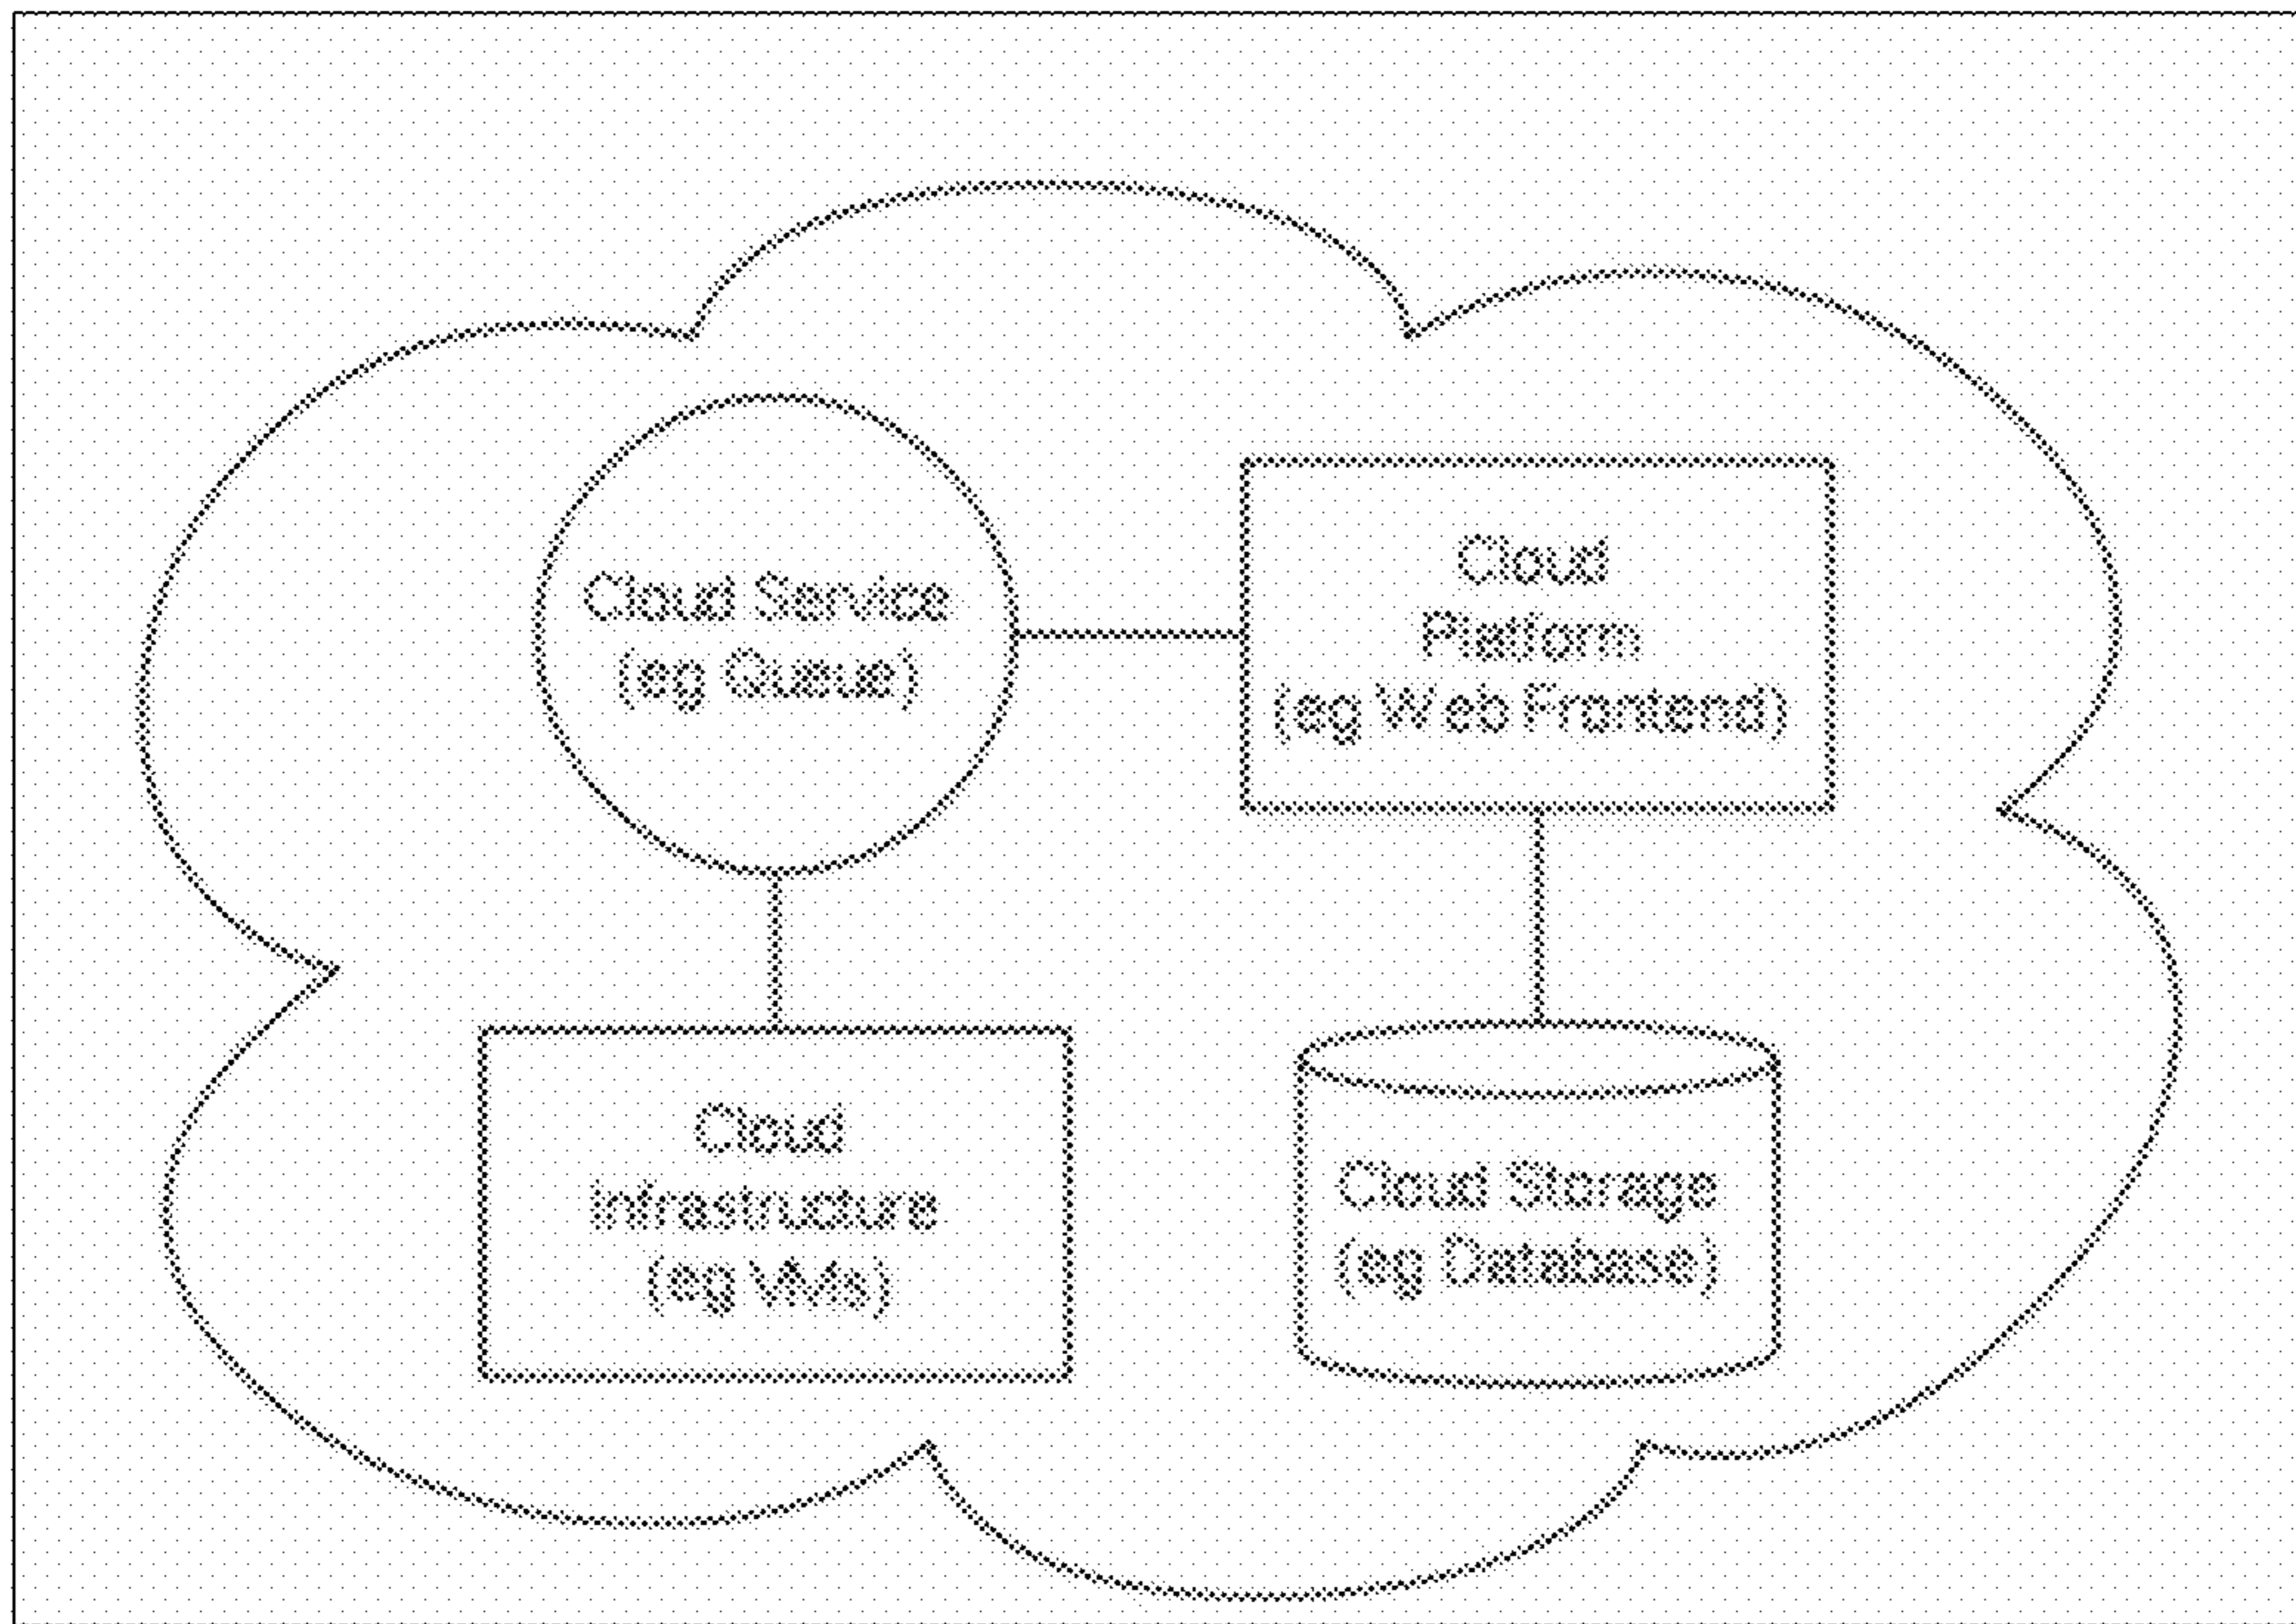 Cloud Service
(eg Queue)
Cloud
Platform
(eg Web Frontend)
Cloud
Infrastructure
(eg VMs)
Cloud Storage
(eg Database)